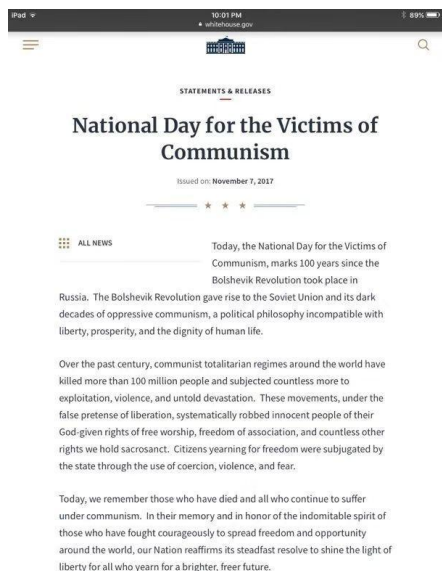 iPad
10:01 PM
89%
whitehouse.gov
STATEMENTS & RELEASES
National Day for the Victims of
Communism
Issued on: November 7, 2017
ALL NEWS
Today, the National Day for the Victims of
Communism, marks 100 years since the
Bolshevik Revolution took place in
Russia. The Bolshevik Revolution gave rise to the Soviet Union and its dark
decades of oppressive communism, a political philosophy incompatible with
liberty, prosperity, and the dignity of human life.
Over the past century, communist totalitarian regimes around the world have
killed more than 100 million people and subjected countless more to
exploitation, violence, and untold devastation. These movements, under the
false pretense of liberation, systematically robbed innocent people of their
God-given rights of free worship, freedom of association, and countless other
rights we hold sacrosanct. Citizens yearning for freedom were subjugated by
the state through the use of coercion, violence, and fear.
Today, we remember those who have died and all who continue to suffer
under communism. In their memory and in honor of the indomitable spirit of
those who have fought courageously to spread freedom and opportunity
around the world, our Nation reaffirms its steadfast resolve to shine the light of
liberty for all who yearn for a brighter, freer future.